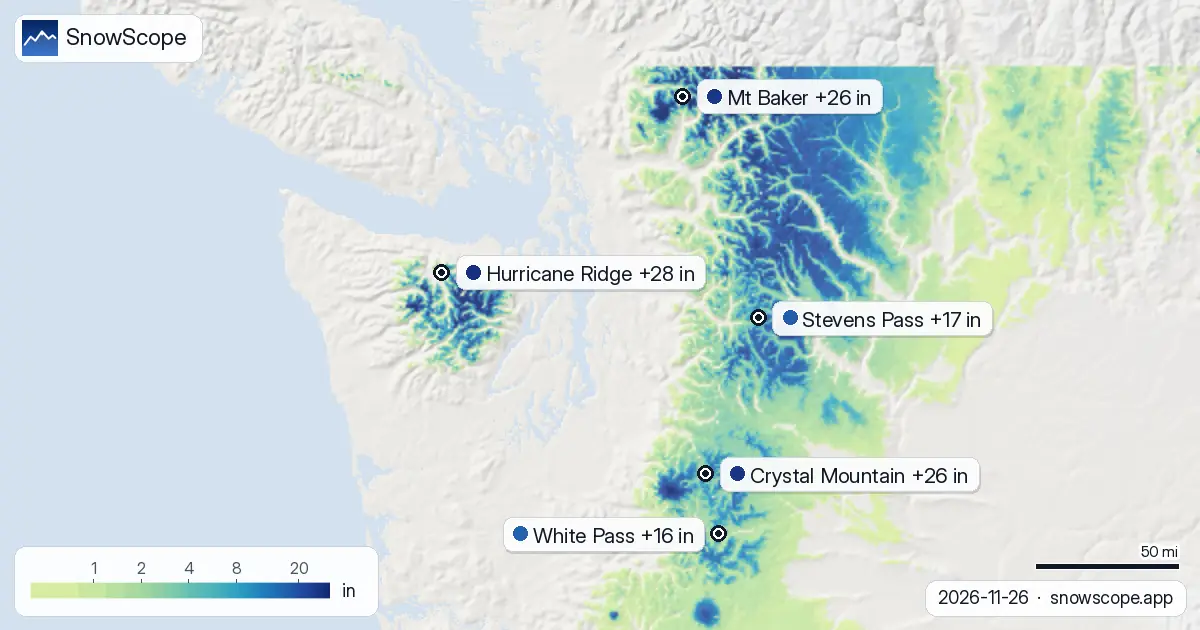 SnowScope
Mt Baker +26 in
Hurricane Ridge +28 in
Stevens Pass +17 in
Crystal Mountain +26 in
White Pass +16 in
1 2 4 8 20
in
50 mi
2026-11-26 · snowscope.app